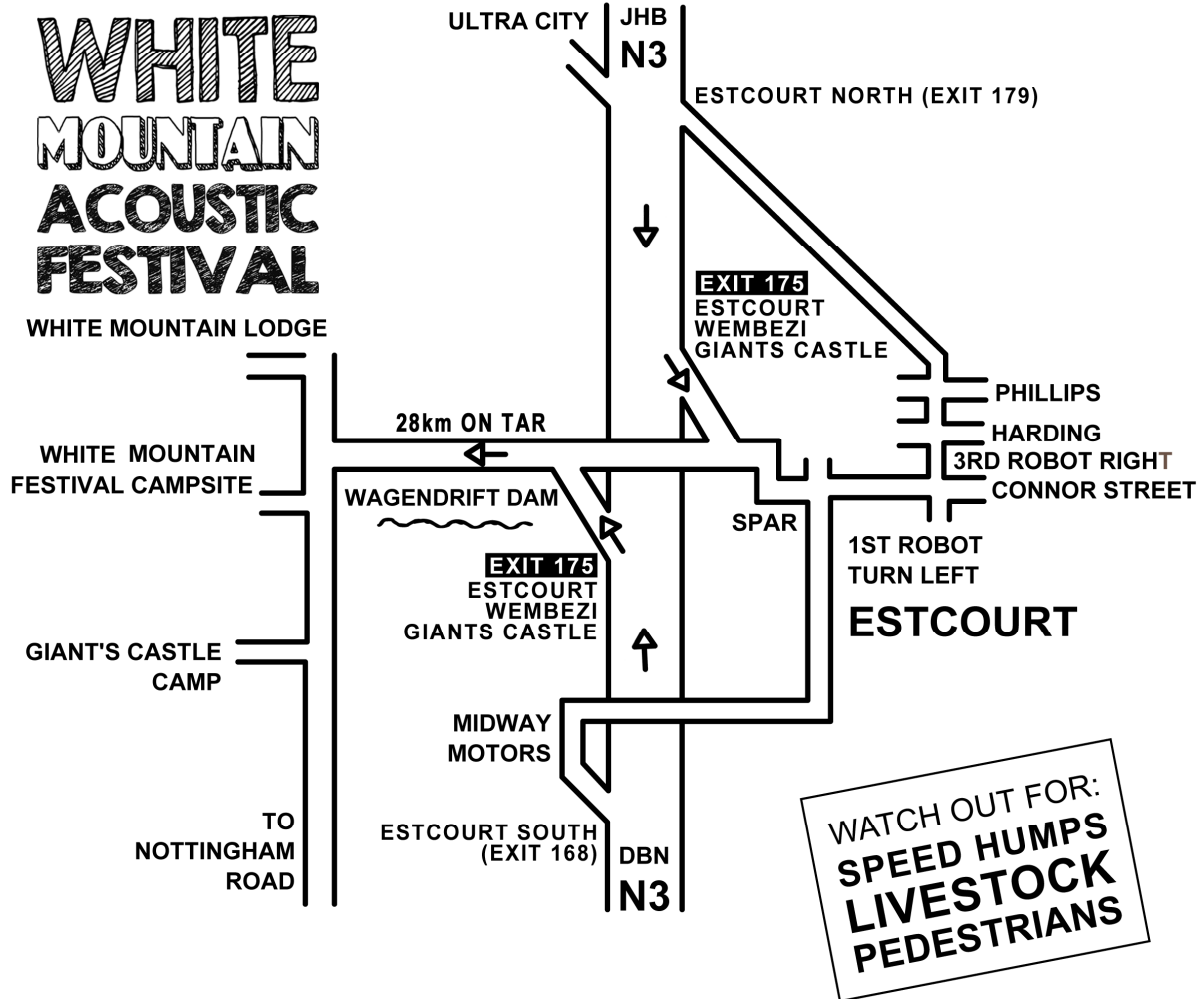 WHITE
MOUNTAIN
ACOUSTIC
FESTIVAL
ULTRA CITY
JHB
N3
ESTCOURT NORTH (EXIT 179)
EXIT 175
ESTCOURT
WEMBEZI
GIANTS CASTLE
WHITE MOUNTAIN LODGE
28km ON TAR
PHILLIPS
HARDING
3RD ROBOT RIGHT
CONNOR STREET
WHITE MOUNTAIN
FESTIVAL CAMPSITE
WAGENDRIFT DAM
SPAR
1ST ROBOT
TURN LEFT
ESTCOURT
EXIT 175
ESTCOURT
WEMBEZI
GIANTS CASTLE
GIANT'S CASTLE
CAMP
MIDWAY
MOTORS
TO
NOTTINGHAM
ROAD
ESTCOURT SOUTH
(EXIT 168)
DBN
N3
WATCH OUT FOR:
SPEED HUMPS
LIVESTOCK
PEDESTRIANS